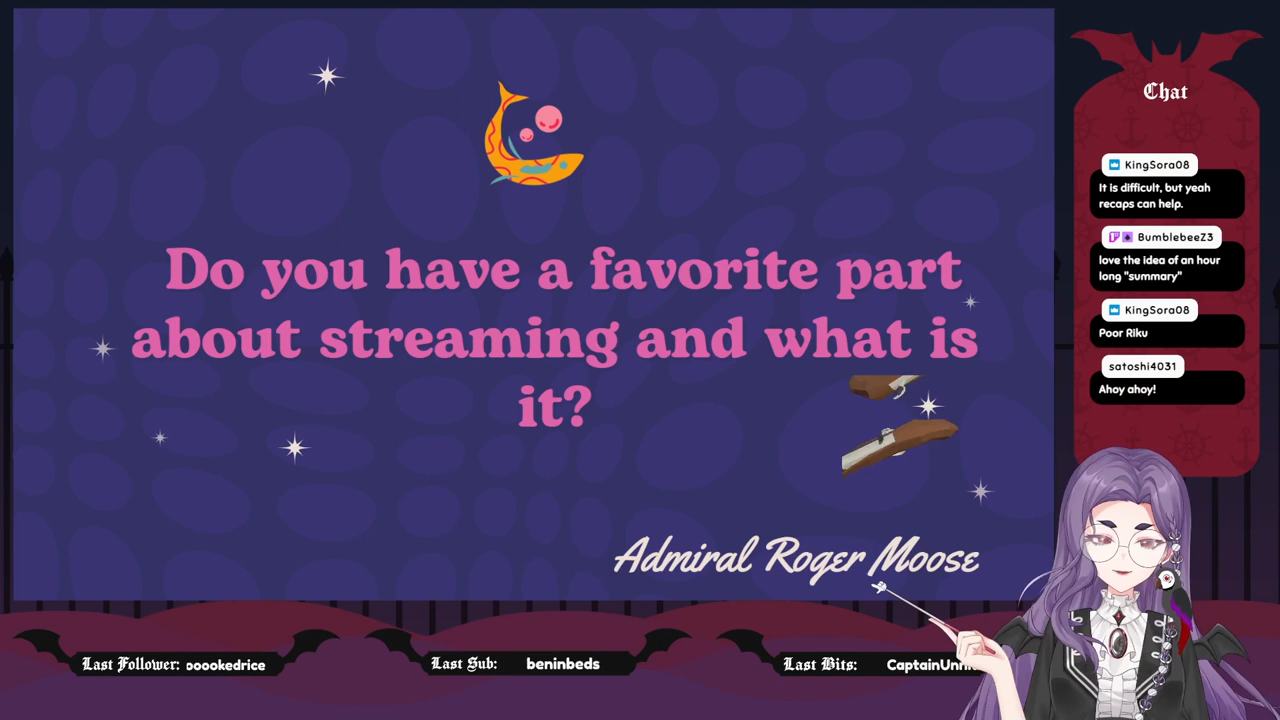 Do you have a favorite part
about streaming and what is
it?
Admiral Roger Moose
Chat
KingSora08
It is difficult, but yeah
recaps can help.
BumblebeeZ3
love the idea of an hour
long "summary"
KingSora08
Poor Riku
satoshi4031
Ahoy ahoy!
Last Follower: ooookedrice
Last Sub: beninbeds
Last Bits: